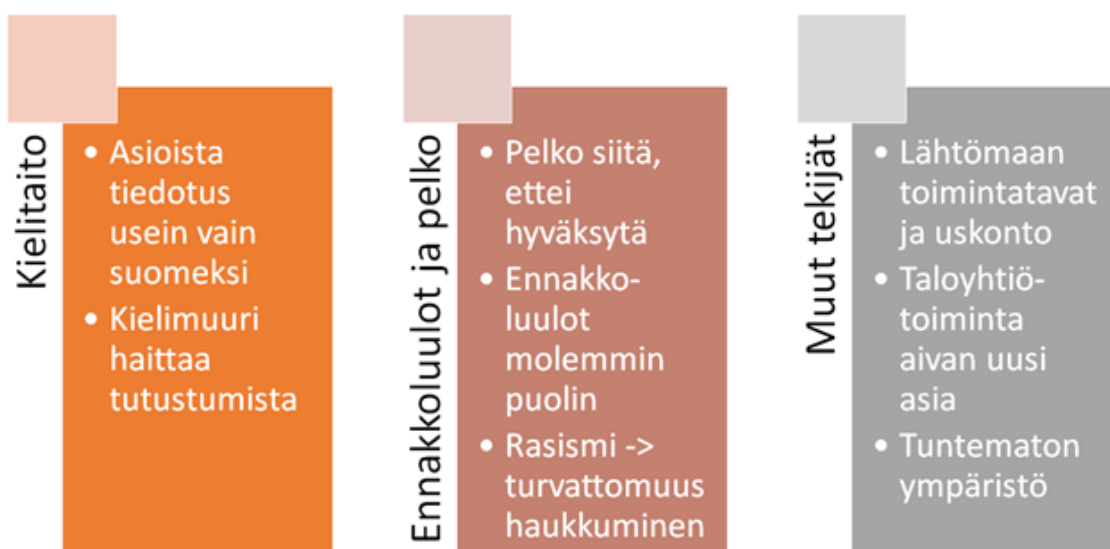 Kielitaito
• Asioista
tiedotus
usein vain
suomeksi
• Kielimuuri
haittaa
tutustumista
Ennakkoluulot ja pelko
• Pelko siitä,
ettei
hyväksytä
• Ennakko-
luulot
molemmin
puolin
• Rasismi ->
turvattomuus
haukkuminen
Muut tekijät
• Lähtömaan
toimintatavat
ja uskonto
• Taloyhtiö-
toiminta
aivan uusi
asia
• Tuntematon
ympäristö